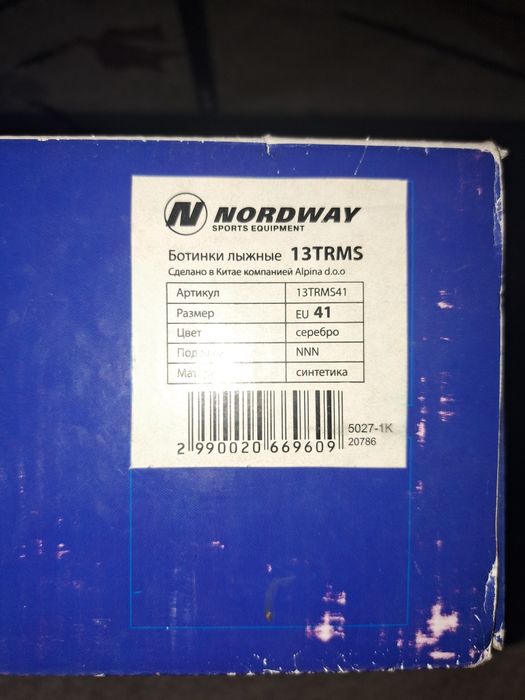 N NORDWAY
SPORTS EQUIPMENT
Ботинки лыжные 13TRMS
Сделано в Китае компанией Alpina d.o.o
Артикул 13TRMS41
Размер EU 41
Цвет серебро
NNN
синтетика
5027-1K
20786
2 990020 669609